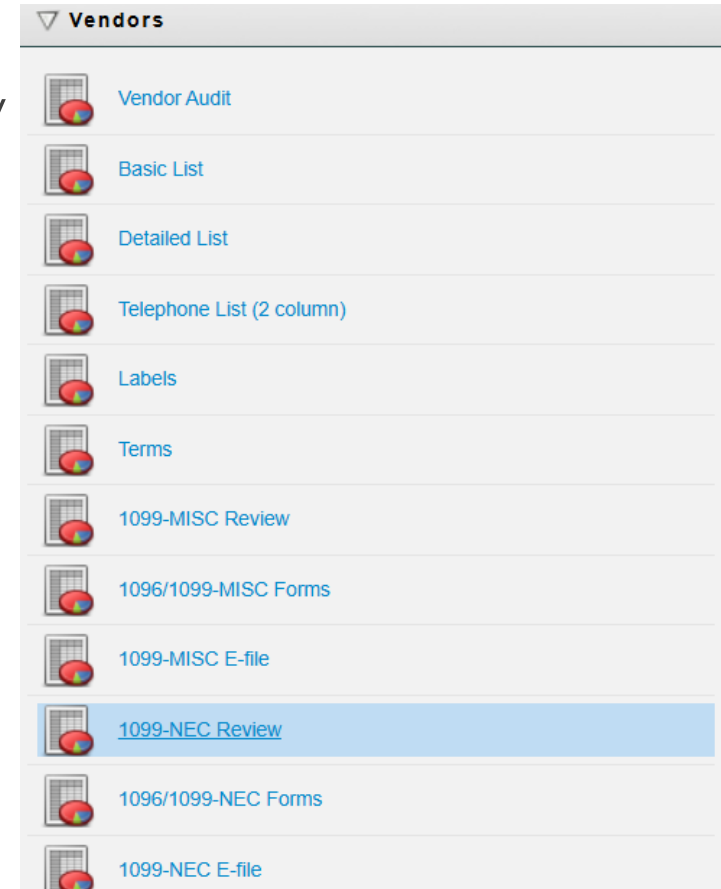 Vendors
Vendor Audit
Basic List
Detailed List
Telephone List (2 column)
Labels
Terms
1099-MISC Review
1096/1099-MISC Forms
1099-MISC E-file
1099-NEC Review
1096/1099-NEC Forms
1099-NEC E-file